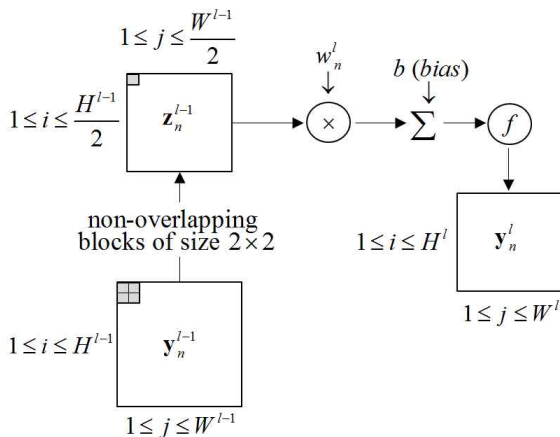 1 ≤ j ≤ W^{l-1}/2
1 ≤ i ≤ H^{l-1}/2
z_n^{l-1}
w_n^l
×
b (bias)
Σ
f
non-overlapping
blocks of size 2×2
1 ≤ i ≤ H^l
y_n^l
1 ≤ j ≤ W^l
1 ≤ i ≤ H^{l-1}
y_n^{l-1}
1 ≤ j ≤ W^{l-1}